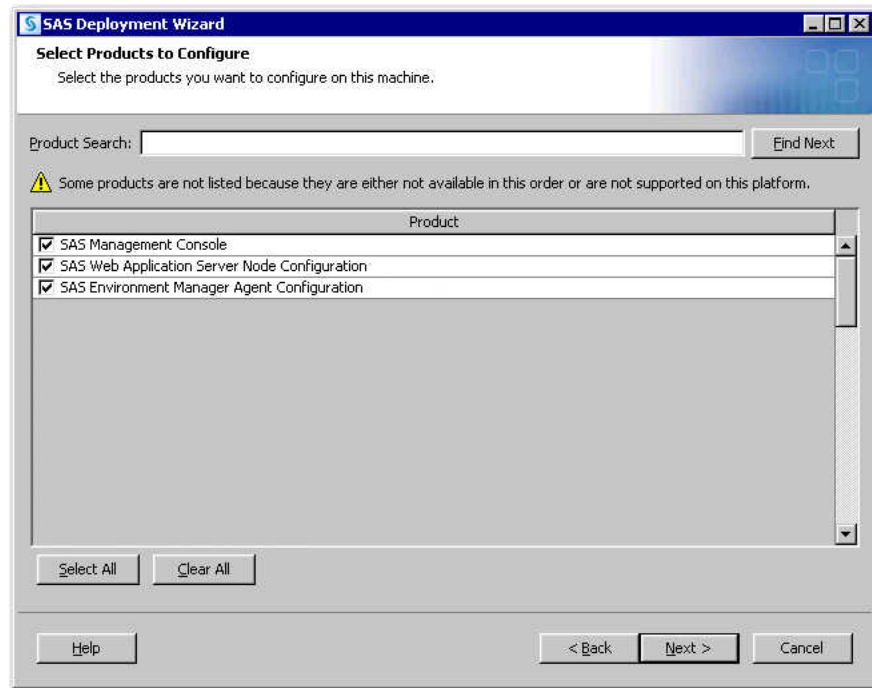 SAS Deployment Wizard
Select Products to Configure
Select the products you want to configure on this machine.
Product Search:
Find Next
Some products are not listed because they are either not available in this order or are not supported on this platform.
Product
SAS Management Console
SAS Web Application Server Node Configuration
SAS Environment Manager Agent Configuration
Select All
Clear All
Help
< Back
Next >
Cancel